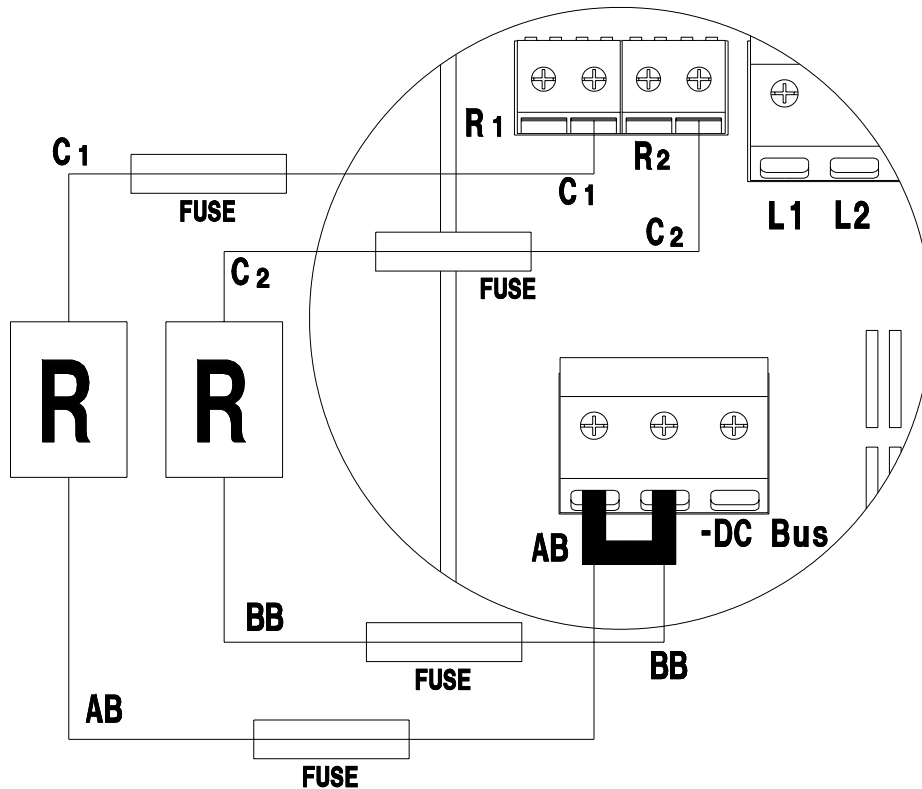 R1
R2
C1
C1
FUSE
L1 L2
C2
C2
FUSE
R R
AB
-DC Bus
BB
FUSE
BB
AB
FUSE